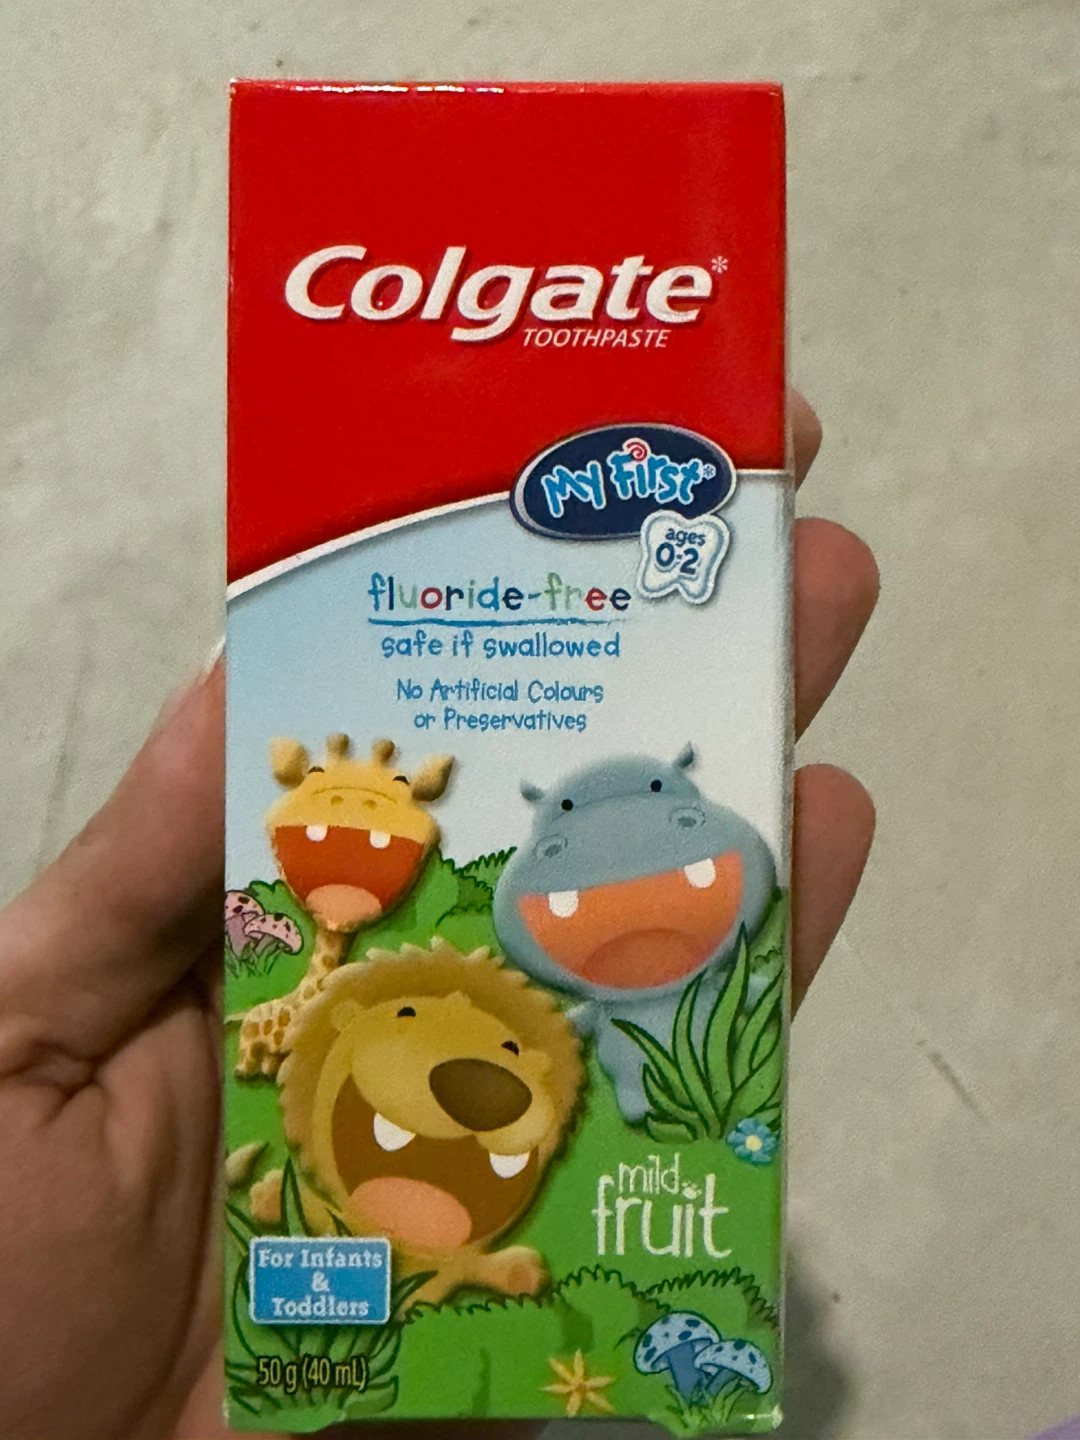 Colgate*
TOOTHPASTE
My First*
ages
0-2
fluoride-free
safe if swallowed
No Artificial Colours
or Preservatives
mild
fruit
For Infants
&
Toddlers
50 g (40 mL)